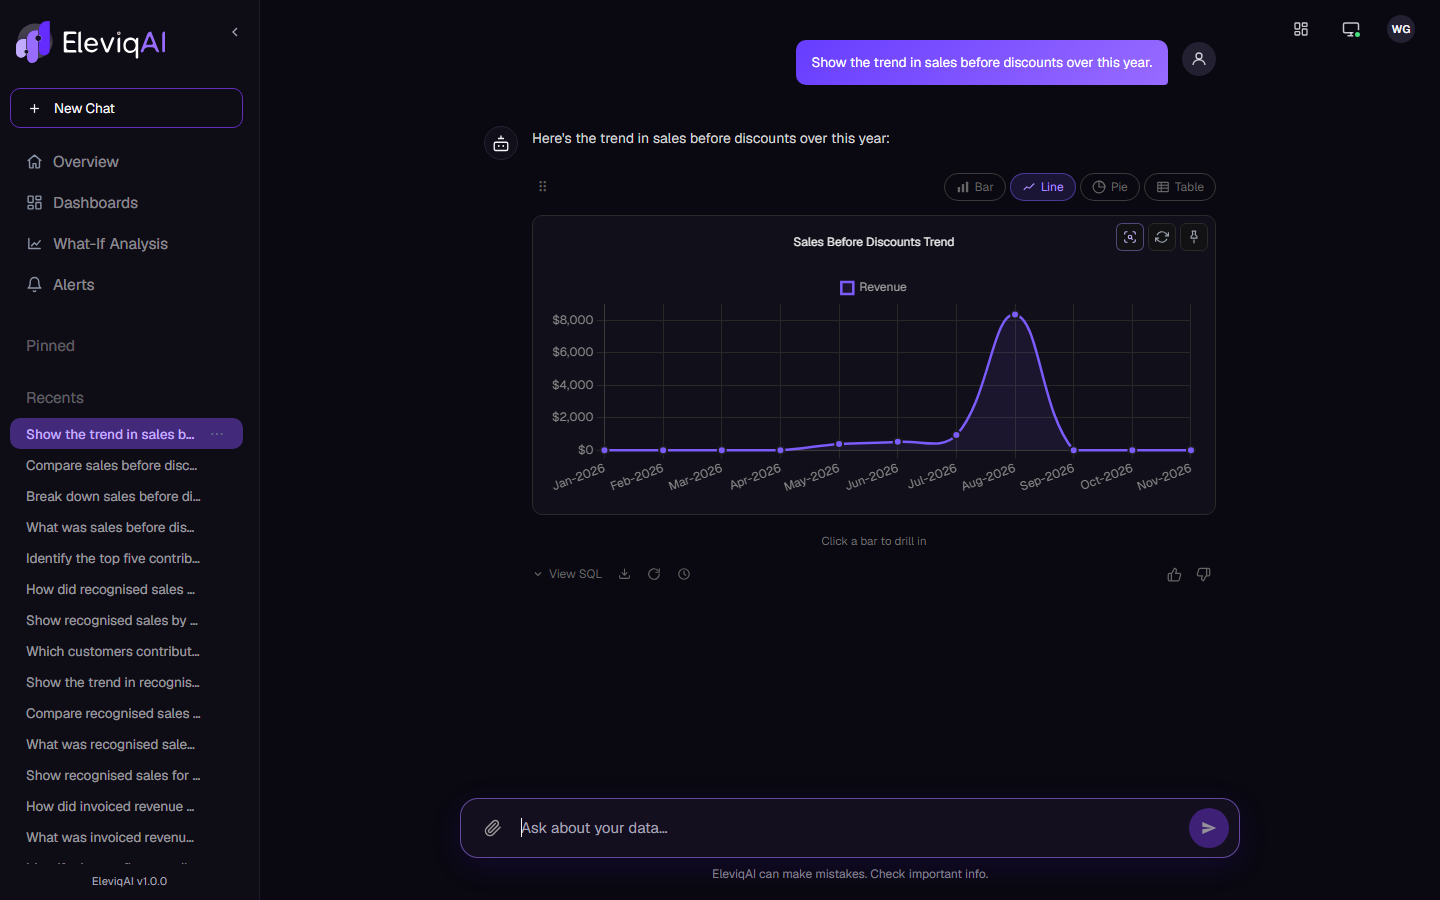 EleviqAI
New Chat
Overview
Dashboards
What-If Analysis
Alerts
Pinned
Recents
Show the trend in sales b...
Compare sales before disc...
Break down sales before di...
What was sales before dis...
Identify the top five contrib...
How did recognised sales ...
Show recognised sales by ...
Which customers contribut...
Show the trend in recognis...
Compare recognised sales ...
What was recognised sale...
Show recognised sales for ...
How did invoiced revenue ...
What was invoiced revenu...
EleviqAI v1.0.0
WG
Show the trend in sales before discounts over this year.
Here's the trend in sales before discounts over this year:
Bar Line Pie Table
Sales Before Discounts Trend
Revenue
$8,000
$6,000
$4,000
$2,000
$0
Jan-2026 Feb-2026 Mar-2026 Apr-2026 May-2026 Jun-2026 Jul-2026 Aug-2026 Sep-2026 Oct-2026 Nov-2026
Click a bar to drill in
View SQL
Ask about your data...
EleviqAI can make mistakes. Check important info.